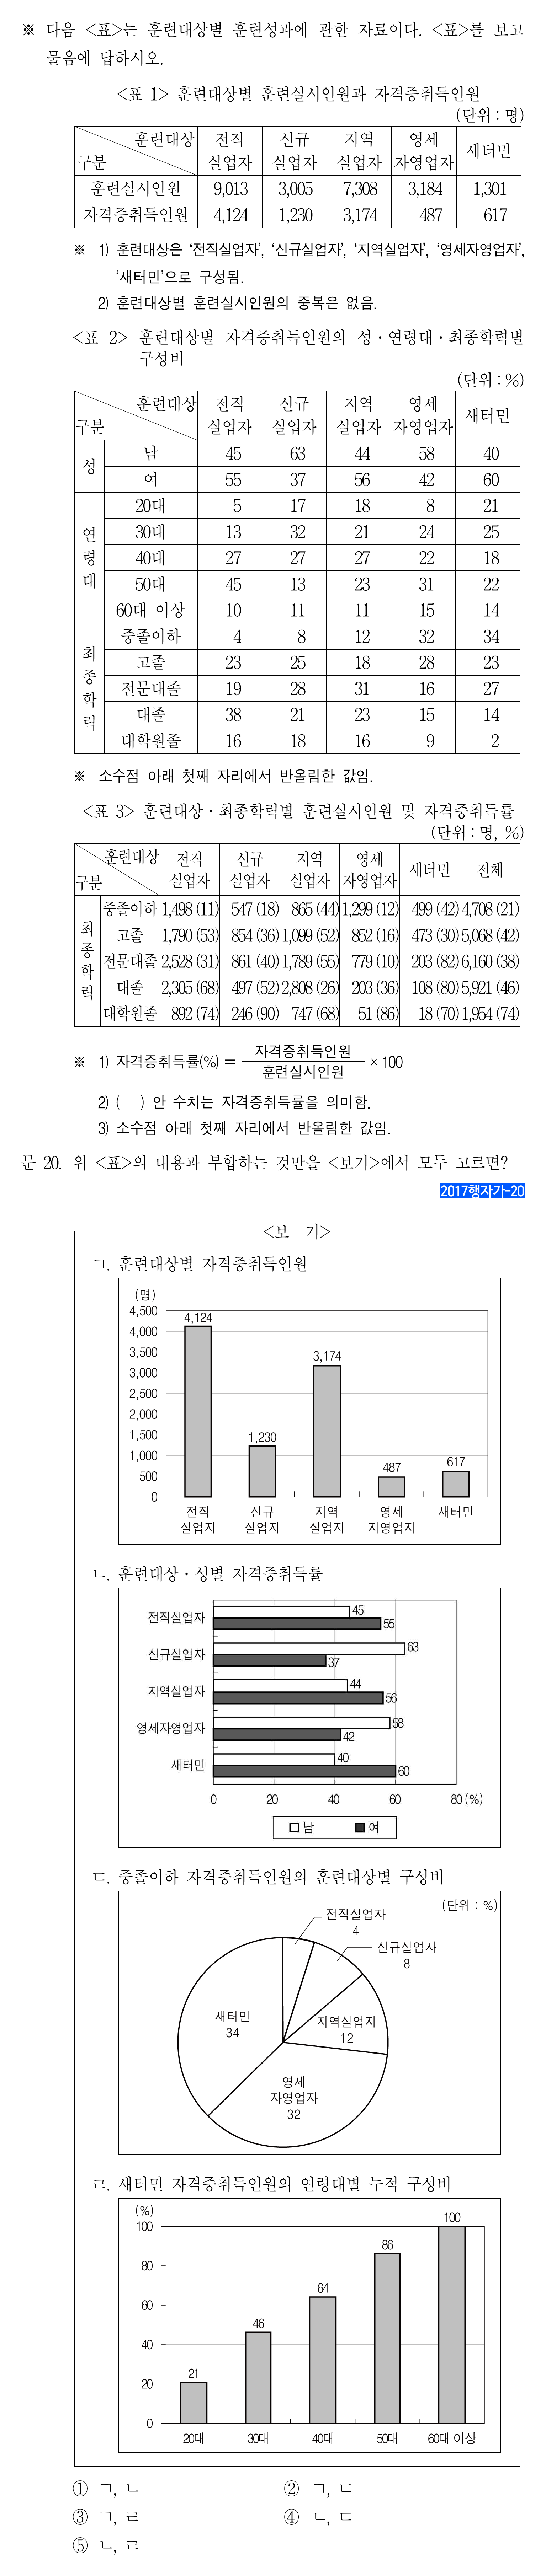 ※ 다음 <표>는 훈련대상별 훈련성과에 관한 자료이다. <표>를 보고
물음에 답하시오.
<표 1> 훈련대상별 훈련실시인원과 자격증취득인원
(단위 : 명)
훈련대상 구분 전직 실업자 신규 실업자 지역 실업자 영세 자영업자 새터민
훈련실시인원 9,013 3,005 7,308 3,184 1,301
자격증취득인원 4,124 1,230 3,174 487 617
※ 1) 훈련대상은 ‘전직실업자’, ‘신규실업자’, ‘지역실업자’, ‘영세자영업자’,
‘새터민’으로 구성됨.
2) 훈련대상별 훈련실시인원의 중복은 없음.
<표 2> 훈련대상별 자격증취득인원의 성·연령대·최종학력별
구성비
(단위 : %)
훈련대상 구분 전직 실업자 신규 실업자 지역 실업자 영세 자영업자 새터민
성 남 45 63 44 58 40
여 55 37 56 42 60
연령대 20대 5 17 18 8 21
30대 13 32 21 24 25
40대 27 27 27 22 18
50대 45 13 23 31 22
60대 이상 10 11 11 15 14
최종학력 중졸이하 4 8 12 32 34
고졸 23 25 18 28 23
전문대졸 19 28 31 16 27
대졸 38 21 23 15 14
대학원졸 16 18 16 9 2
※ 소수점 아래 첫째 자리에서 반올림한 값임.
<표 3> 훈련대상·최종학력별 훈련실시인원 및 자격증취득률
(단위 : 명, %)
훈련대상 구분 전직 실업자 신규 실업자 지역 실업자 영세 자영업자 새터민 전체
최종학력 중졸이하 1,498 (11) 547 (18) 865 (44) 1,299 (12) 499 (42) 4,708 (21)
고졸 1,790 (53) 854 (36) 1,099 (52) 852 (16) 473 (30) 5,068 (42)
전문대졸 2,528 (31) 861 (40) 1,789 (55) 779 (10) 203 (82) 6,160 (38)
대졸 2,305 (68) 497 (52) 2,808 (26) 203 (36) 108 (80) 5,921 (46)
대학원졸 892 (74) 246 (90) 747 (68) 51 (86) 18 (70) 1,954 (74)
※ 1) 자격증취득률(%) = 자격증취득인원 / 훈련실시인원 × 100
2) ( ) 안 수치는 자격증취득률을 의미함.
3) 소수점 아래 첫째 자리에서 반올림한 값임.
문 20. 위 <표>의 내용과 부합하는 것만을 <보기>에서 모두 고르면?
2017행자가-20
<보 기>
ㄱ. 훈련대상별 자격증취득인원
(명)
4,500
4,000
3,500
3,000
2,500
2,000
1,500
1,000
500
0
4,124 1,230 3,174 487 617
전직 실업자 신규 실업자 지역 실업자 영세 자영업자 새터민
ㄴ. 훈련대상·성별 자격증취득률
전직실업자 45 55
신규실업자 63 37
지역실업자 44 56
영세자영업자 58 42
새터민 40 60
0 20 40 60 80 (%)
남 여
ㄷ. 중졸이하 자격증취득인원의 훈련대상별 구성비
(단위 : %)
전직실업자
4
신규실업자
8
지역실업자
12
영세
자영업자
32
새터민
34
ㄹ. 새터민 자격증취득인원의 연령대별 누적 구성비
(%)
100
80
60
40
20
0
21 46 64 86 100
20대 30대 40대 50대 60대 이상
① ㄱ, ㄴ ② ㄱ, ㄷ
③ ㄱ, ㄹ ④ ㄴ, ㄷ
⑤ ㄴ, ㄹ